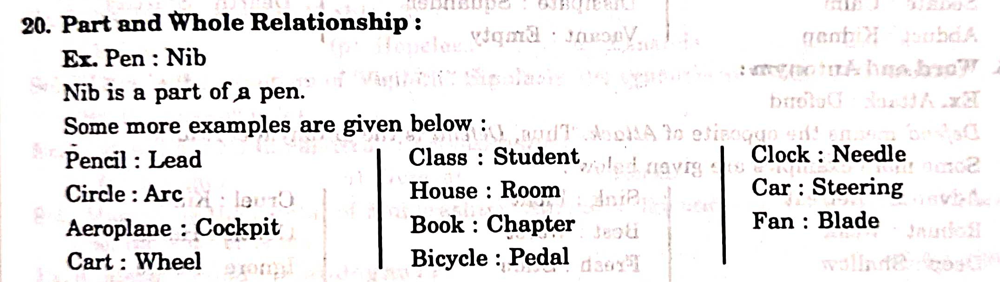 20. Part and Whole Relationship :
Ex. Pen : Nib
Nib is a part of a pen.
Some more examples are given below :
Pencil : Lead
Circle : Arc
Aeroplane : Cockpit
Cart : Wheel
Class : Student
House : Room
Book : Chapter
Bicycle : Pedal
Clock : Needle
Car : Steering
Fan : Blade